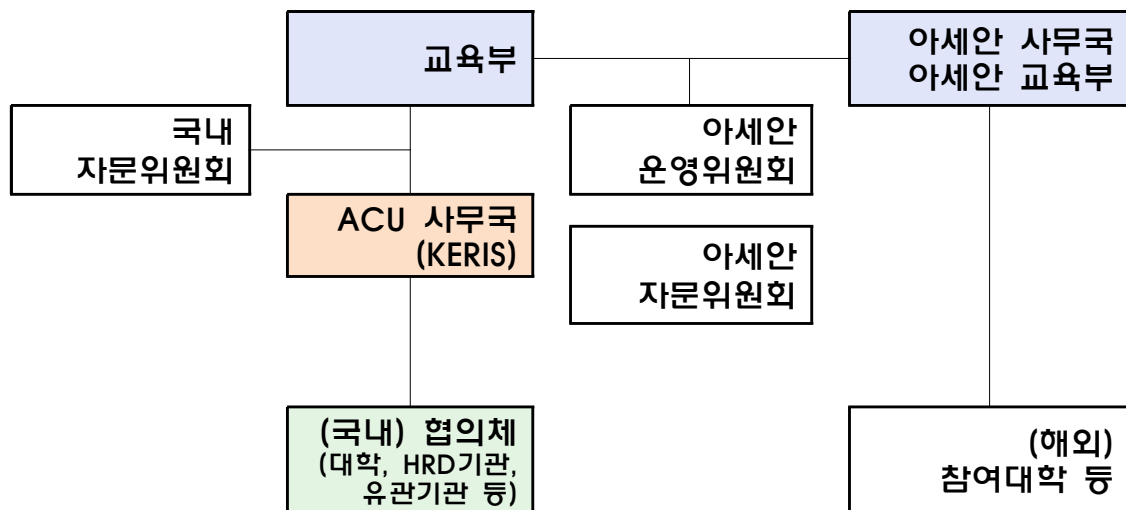 교육부
아세안 사무국
아세안 교육부
국내
자문위원회
아세안
운영위원회
ACU 사무국
(KERIS)
아세안
자문위원회
(국내) 협의체
(대학, HRD기관,
유관기관 등)
(해외)
참여대학 등